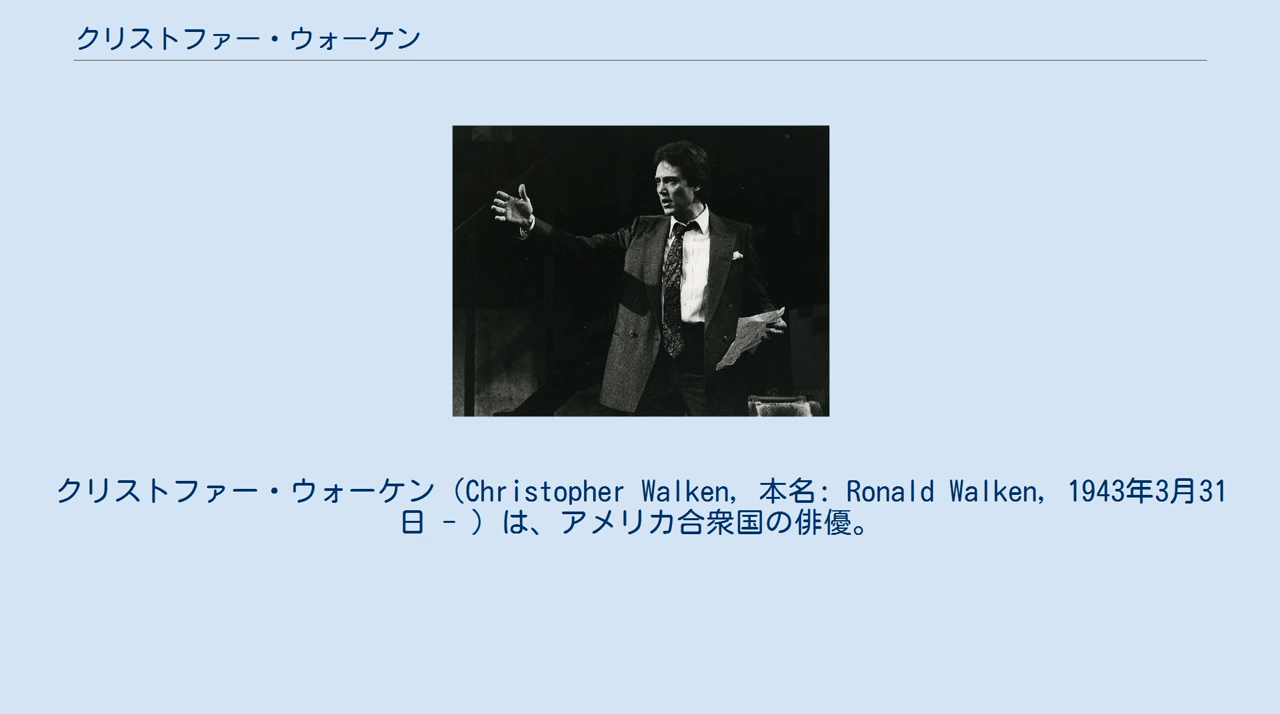 クリストファー・ウォーケン
クリストファー・ウォーケン（Christopher Walken, 本名: Ronald Walken, 1943年3月31
日 - ）は、アメリカ合衆国の俳優。